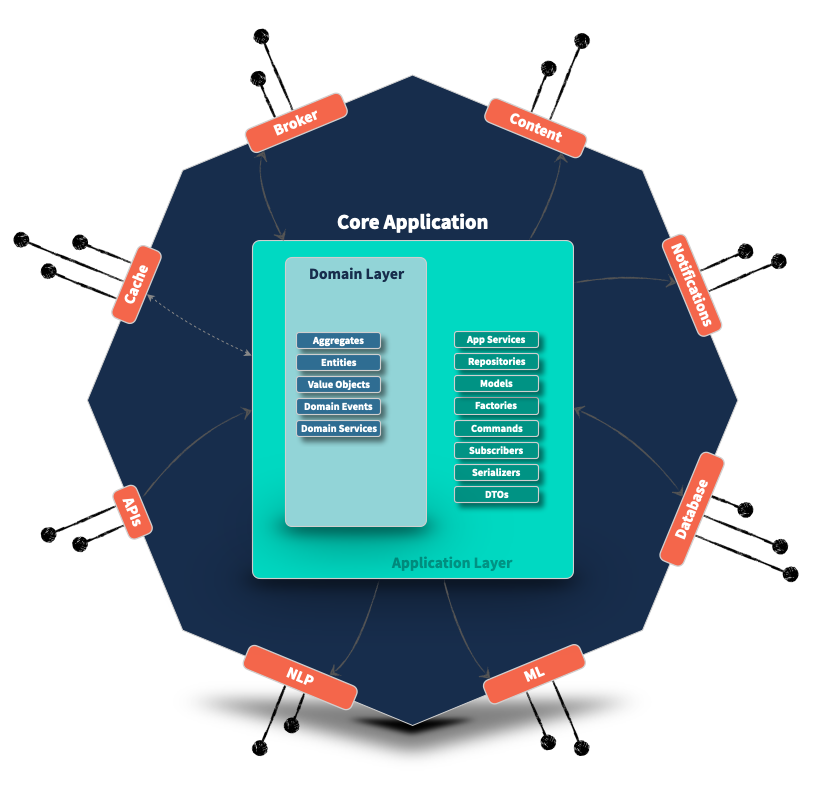 Broker
Content
Core Application
Cache
Notifications
Domain Layer
Aggregates
Entities
Value Objects
Domain Events
Domain Services
App Services
Repositories
Models
Factories
Commands
Subscribers
Serializers
DTOs
Application Layer
APIs
Database
NLP
ML